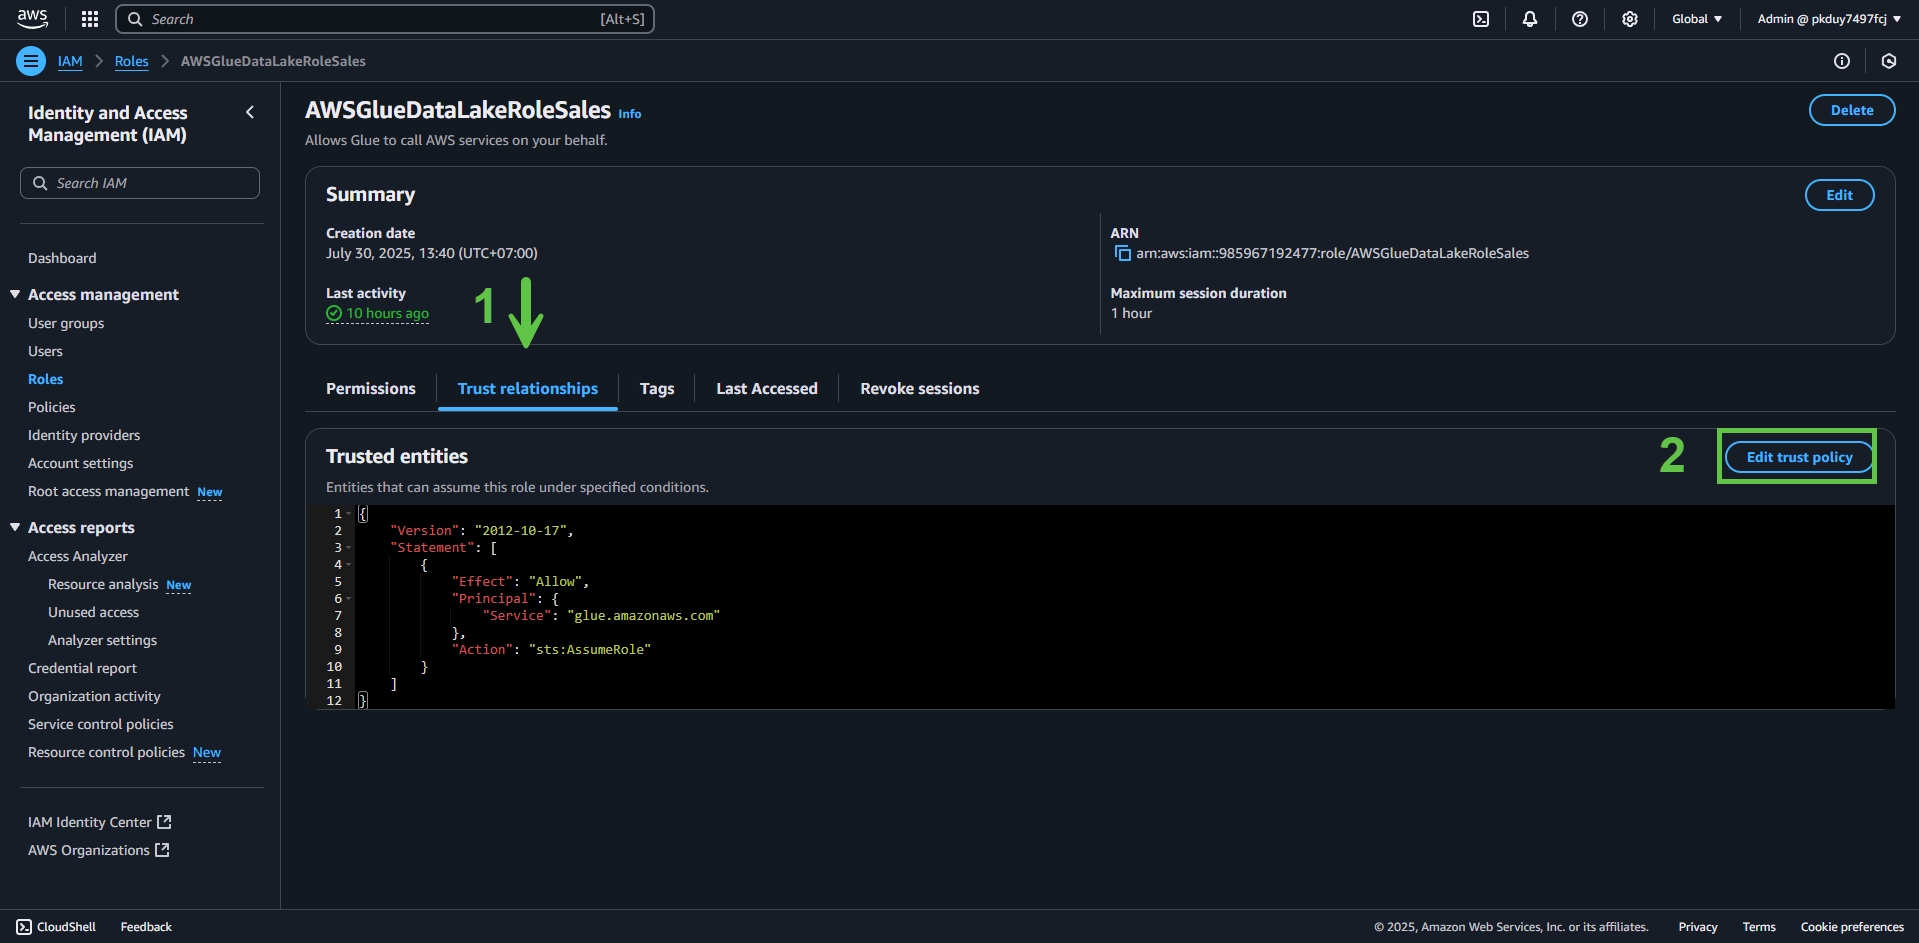 aws
Search [Alt+S]
Global
Admin @ pkduy7497fcj
IAM
Roles
AWSGlueDataLakeRoleSales
Identity and Access
Management (IAM)
Search IAM
Dashboard
Access management
User groups
Users
Roles
Policies
Identity providers
Account settings
Root access management New
Access reports
Access Analyzer
Resource analysis New
Unused access
Analyzer settings
Credential report
Organization activity
Service control policies
Resource control policies New
IAM Identity Center
AWS Organizations
AWSGlueDataLakeRoleSales Info
Delete
Allows Glue to call AWS services on your behalf.
Summary
Edit
Creation date
July 30, 2025, 13:40 (UTC+07:00)
ARN
arn:aws:iam::985967192477:role/AWSGlueDataLakeRoleSales
Last activity
10 hours ago
Maximum session duration
1 hour
1
Permissions
Trust relationships
Tags
Last Accessed
Revoke sessions
Trusted entities
2
Edit trust policy
Entities that can assume this role under specified conditions.
1 {
2 "Version": "2012-10-17",
3 "Statement": [
4 {
5 "Effect": "Allow",
6 "Principal": {
7 "Service": "glue.amazonaws.com"
8 },
9 "Action": "sts:AssumeRole"
10 }
11 ]
12 }
CloudShell
Feedback
© 2025, Amazon Web Services, Inc. or its affiliates.
Privacy
Terms
Cookie preferences